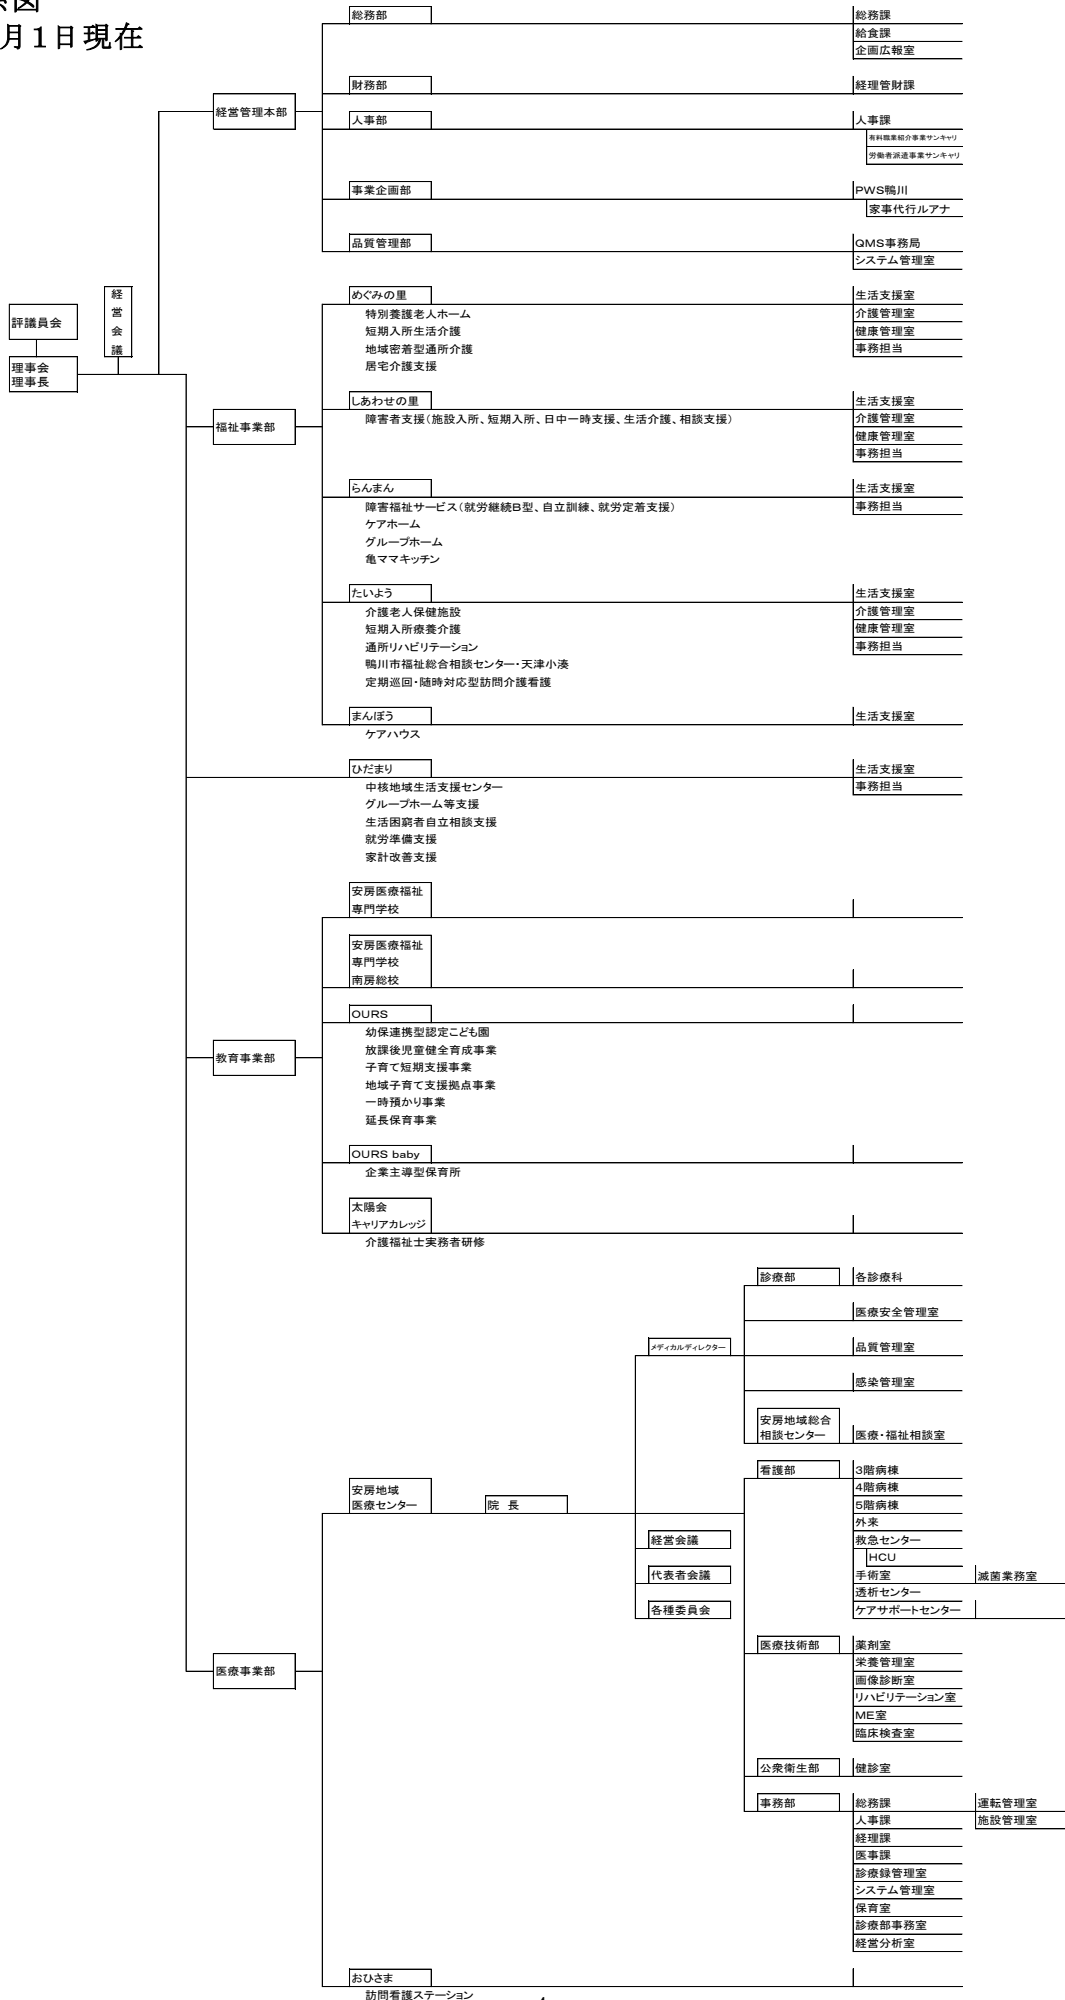 月1日現在
総務部
総務課
給食課
企画広報室
財務部
経理管財課
経営管理本部
人事部
人事課
有料職業紹介事業サンキャリ
労働者派遣事業サンキャリ
事業企画部
PWS鴨川
家事代行ルアナ
品質管理部
QMS事務局
システム管理室
評議員会
理事会
理事長
経営会議
めぐみの里
特別養護老人ホーム
短期入所生活介護
地域密着型通所介護
居宅介護支援
生活支援室
介護管理室
健康管理室
事務担当
福祉事業部
しあわせの里
障害者支援(施設入所、短期入所、日中一時支援、生活介護、相談支援)
生活支援室
介護管理室
健康管理室
事務担当
らんまん
障害福祉サービス(就労継続B型、自立訓練、就労定着支援)
ケアホーム
グループホーム
亀ママキッチン
生活支援室
事務担当
たいよう
介護老人保健施設
短期入所療養介護
通所リハビリテーション
鴨川市福祉総合相談センター・天津小湊
定期巡回・随時対応型訪問介護看護
生活支援室
介護管理室
健康管理室
事務担当
まんぼう
ケアハウス
生活支援室
ひだまり
中核地域生活支援センター
グループホーム等支援
生活困窮者自立相談支援
就労準備支援
家計改善支援
生活支援室
事務担当
安房医療福祉
専門学校
安房医療福祉
専門学校
南房総校
教育事業部
OURS
幼保連携型認定こども園
放課後児童健全育成事業
子育て短期支援事業
地域子育て支援拠点事業
一時預かり事業
延長保育事業
OURS baby
企業主導型保育所
太陽会
キャリアカレッジ
介護福祉士実務者研修
診療部
各診療科
医療安全管理室
メディカルディレクター
品質管理室
感染管理室
安房地域総合
相談センター
医療・福祉相談室
安房地域
医療センター
院 長
経営会議
代表者会議
各種委員会
看護部
3階病棟
4階病棟
5階病棟
外来
救急センター
HCU
手術室
滅菌業務室
透析センター
ケアサポートセンター
医療事業部
医療技術部
薬剤室
栄養管理室
画像診断室
リハビリテーション室
ME室
臨床検査室
公衆衛生部
健診室
事務部
総務課
運転管理室
人事課
施設管理室
経理課
医事課
診療録管理室
システム管理室
保育室
診療部事務室
経営分析室
おひさま
訪問看護ステーション